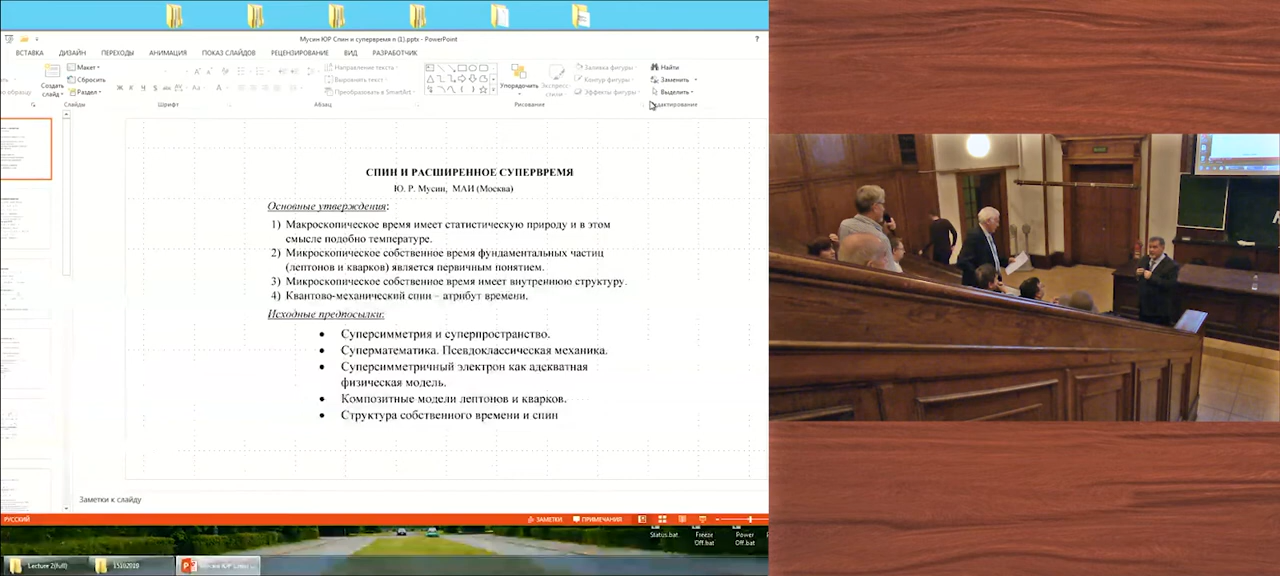 Мусин ЮР Спин и супервремя п (1).pptx - PowerPoint
?
ВСТАВКА ДИЗАЙН ПЕРЕХОДЫ АНИМАЦИЯ ПОКАЗ СЛАЙДОВ РЕЦЕНЗИРОВАНИЕ ВИД РАЗРАБОТЧИК
Создать слайд
Макет
Сбросить
Раздел
Направление текста
Выровнять текст
Преобразовать в SmartArt
Упорядочить
Экспресс-стили
Заливка фигуры
Контур фигуры
Эффекты фигуры
Найти
Заменить
Выделить
Слайды Шрифт Абзац Рисование
СПИН И РАСШИРЕННОЕ СУПЕРВРЕМЯ
Ю. Р. Мусин, МАИ (Москва)
Основные утверждения:
1) Макроскопическое время имеет статистическую природу и в этом
смысле подобно температуре.
2) Микроскопическое собственное время фундаментальных частиц
(лептонов и кварков) является первичным понятием.
3) Микроскопическое собственное время имеет внутреннюю структуру.
4) Квантово-механический спин – атрибут времени.
Исходные предпосылки:
• Суперсимметрия и суперпространство.
• Суперматематика. Псевдоклассическая механика.
• Суперсимметричный электрон как адекватная
физическая модель.
• Композитные модели лептонов и кварков.
• Структура собственного времени и спин
Заметки к слайду
РУССКИЙ ЗАМЕТКИ ПРИМЕЧАНИЯ
Status.bat Freeze Off.bat Power Off.bat
Lecture 2(full) 15102019